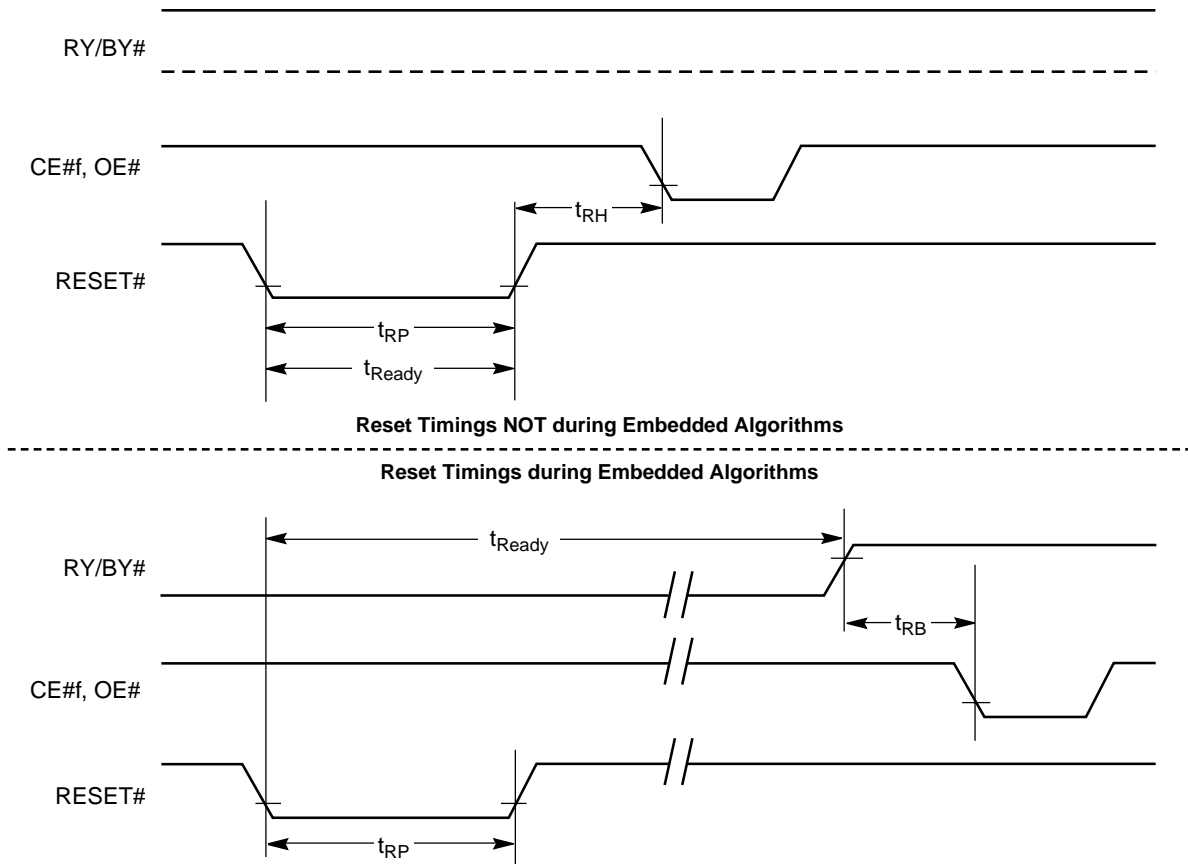 RY/BY#
CE#f, OE#
tRH
RESET#
tRP
tReady
Reset Timings NOT during Embedded Algorithms
Reset Timings during Embedded Algorithms
tReady
RY/BY#
tRB
CE#f, OE#
RESET#
tRP